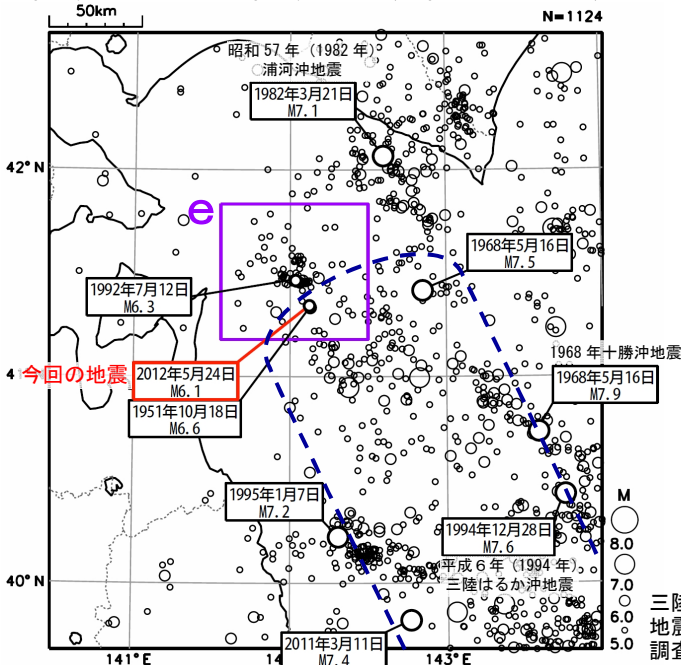 50km
N=1124
昭和 57 年（1982 年）
浦河沖地震
1982年3月21日
M7.1
42°N
e
1968年5月16日
M7.5
1992年7月12日
M6.3
今回の地震
2012年5月24日
M6.1
1951年10月18日
M6.6
1968 年十勝沖地震
1968年5月16日
M7.9
1995年1月7日
M7.2
1994年12月28日
M7.6
平成６年（1994 年）
三陸はるか沖地震
M
8.0
7.0
6.0
5.0
40°N
三陸
地震
調査
2011年3月11日
M7.4
141°E
143°E